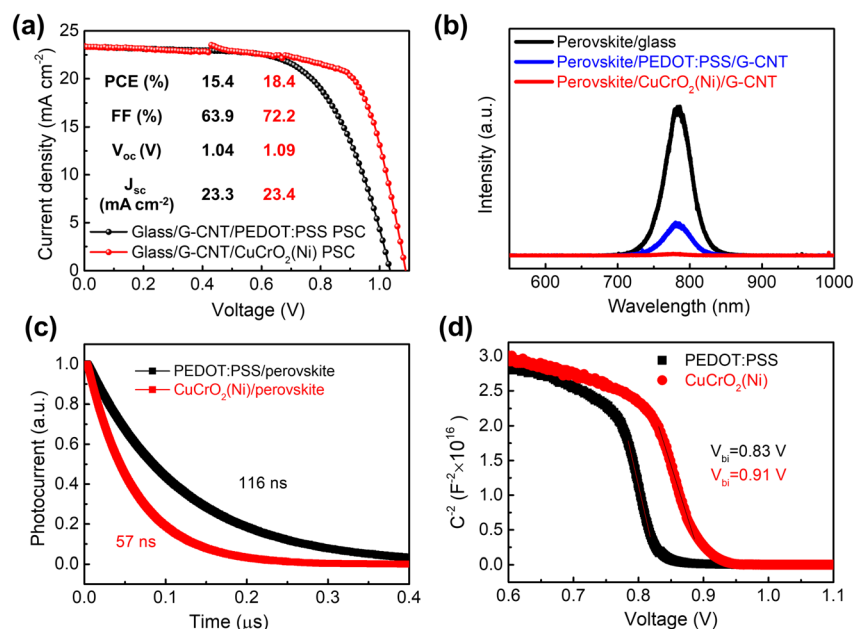 (a)
Current density (mA cm⁻²)
25
20
15
10
5
0
PCE (%) 15.4 18.4
FF (%) 63.9 72.2
Vₒc (V) 1.04 1.09
Jsc
(mA cm⁻²) 23.3 23.4
Glass/G-CNT/PEDOT:PSS PSC
Glass/G-CNT/CuCrO₂(Ni) PSC
0.0 0.2 0.4 0.6 0.8 1.0
Voltage (V)
(b)
Intensity (a.u.)
Perovskite/glass
Perovskite/PEDOT:PSS/G-CNT
Perovskite/CuCrO₂(Ni)/G-CNT
600 700 800 900 1000
Wavelength (nm)
(c)
Photocurrent (a.u.)
1.0
0.8
0.6
0.4
0.2
0.0
PEDOT:PSS/perovskite
CuCrO₂(Ni)/perovskite
116 ns
57 ns
0.0 0.1 0.2 0.3 0.4
Time (μs)
(d)
C⁻² (F⁻²×10¹⁶)
3.0
2.5
2.0
1.5
1.0
0.5
0.0
PEDOT:PSS
CuCrO₂(Ni)
Vbi=0.83 V
Vbi=0.91 V
0.6 0.7 0.8 0.9 1.0 1.1
Voltage (V)